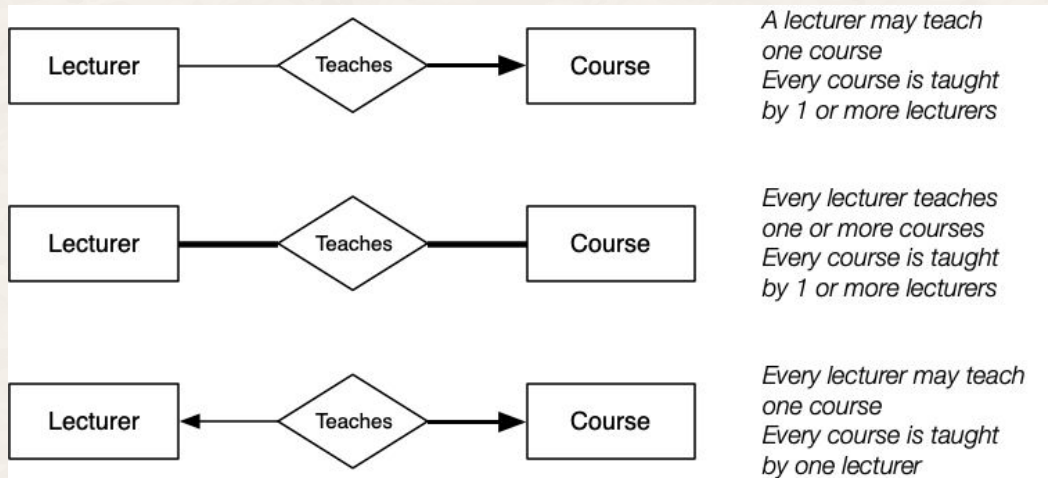 Lecturer
Teaches
Course
A lecturer may teach
one course
Every course is taught
by 1 or more lecturers
Lecturer
Teaches
Course
Every lecturer teaches
one or more courses
Every course is taught
by 1 or more lecturers
Lecturer
Teaches
Course
Every lecturer may teach
one course
Every course is taught
by one lecturer